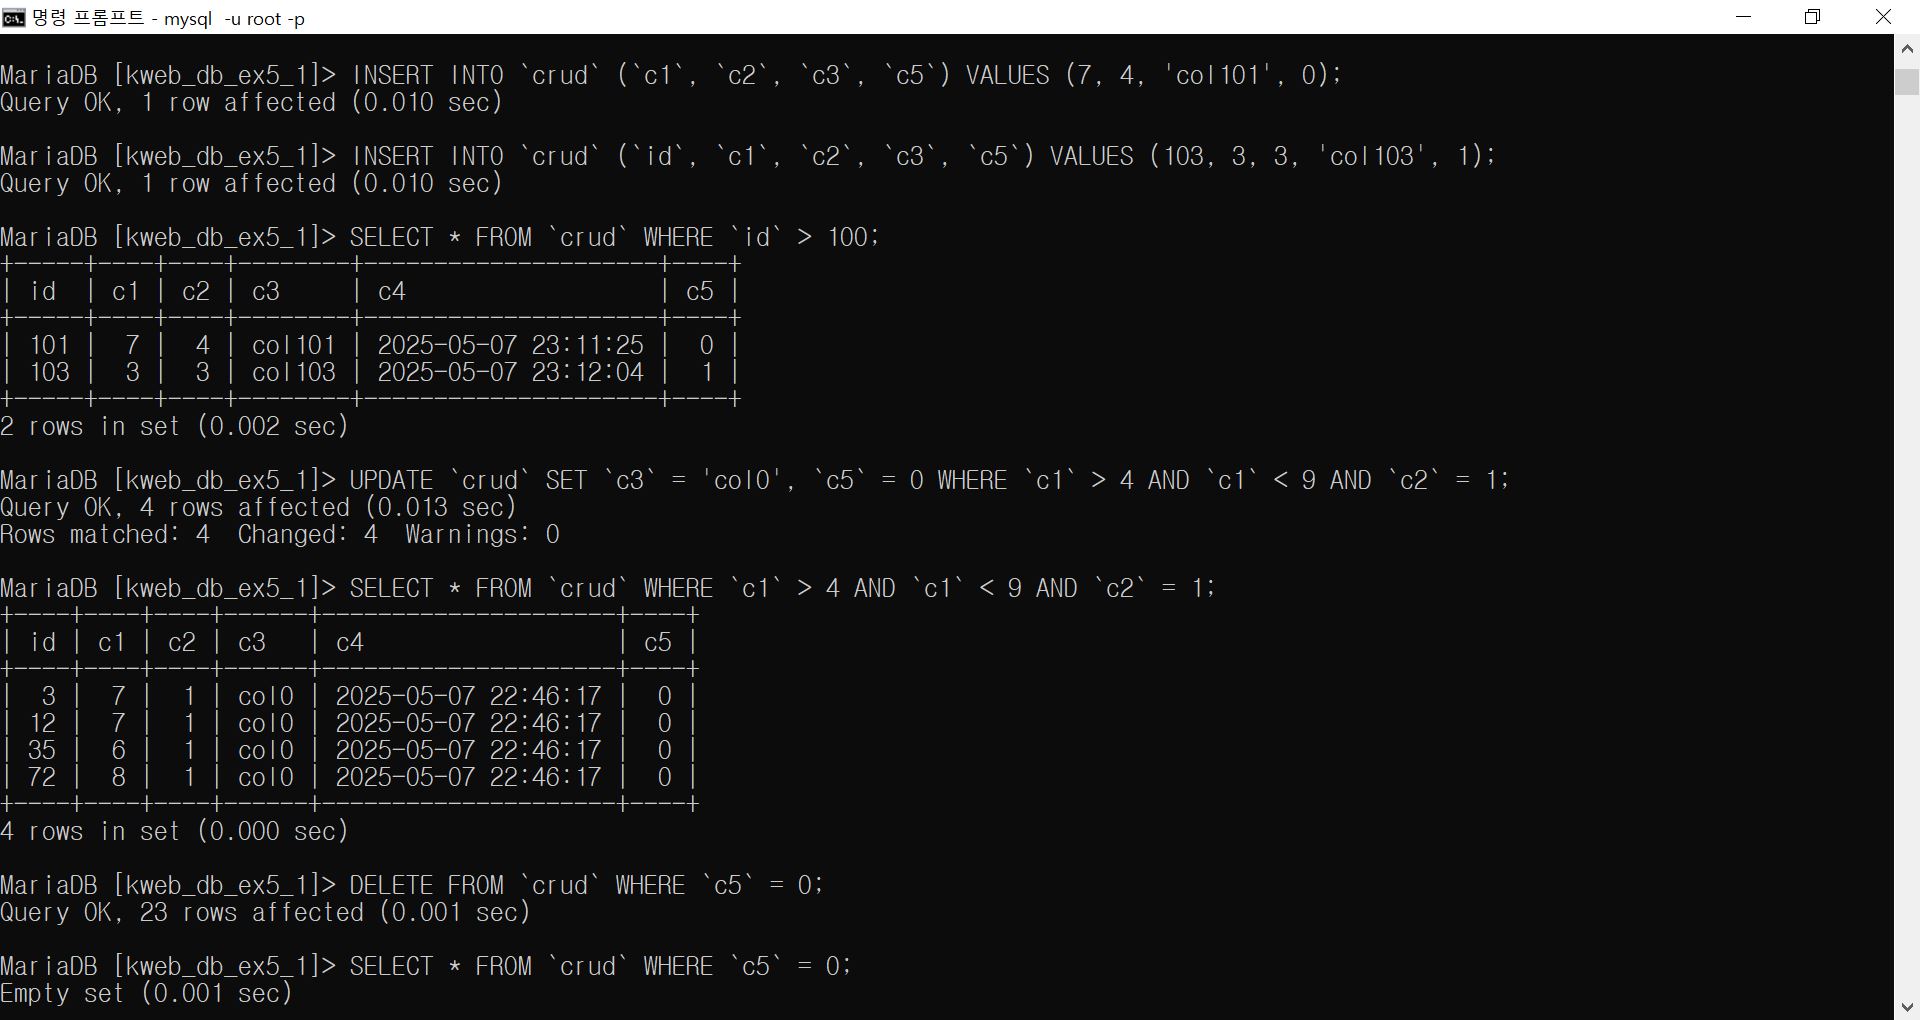 명령 프롬프트 - mysql  -u root -p
MariaDB [kweb_db_ex5_1]> INSERT INTO `crud` (`c1`, `c2`, `c3`, `c5`) VALUES (7, 4, 'col101', 0);
Query OK, 1 row affected (0.010 sec)
MariaDB [kweb_db_ex5_1]> INSERT INTO `crud` (`id`, `c1`, `c2`, `c3`, `c5`) VALUES (103, 3, 3, 'col103', 1);
Query OK, 1 row affected (0.010 sec)
MariaDB [kweb_db_ex5_1]> SELECT * FROM `crud` WHERE `id` > 100;
+-----+----+----+--------+---------------------+----+
| id  | c1 | c2 | c3     | c4                  | c5 |
+-----+----+----+--------+---------------------+----+
| 101 |  7 |  4 | col101 | 2025-05-07 23:11:25 |  0 |
| 103 |  3 |  3 | col103 | 2025-05-07 23:12:04 |  1 |
+-----+----+----+--------+---------------------+----+
2 rows in set (0.002 sec)
MariaDB [kweb_db_ex5_1]> UPDATE `crud` SET `c3` = 'col0', `c5` = 0 WHERE `c1` > 4 AND `c1` < 9 AND `c2` = 1;
Query OK, 4 rows affected (0.013 sec)
Rows matched: 4  Changed: 4  Warnings: 0
MariaDB [kweb_db_ex5_1]> SELECT * FROM `crud` WHERE `c1` > 4 AND `c1` < 9 AND `c2` = 1;
+----+----+----+------+---------------------+----+
| id | c1 | c2 | c3   | c4                  | c5 |
+----+----+----+------+---------------------+----+
|  3 |  7 |  1 | col0 | 2025-05-07 22:46:17 |  0 |
| 12 |  7 |  1 | col0 | 2025-05-07 22:46:17 |  0 |
| 35 |  6 |  1 | col0 | 2025-05-07 22:46:17 |  0 |
| 72 |  8 |  1 | col0 | 2025-05-07 22:46:17 |  0 |
+----+----+----+------+---------------------+----+
4 rows in set (0.000 sec)
MariaDB [kweb_db_ex5_1]> DELETE FROM `crud` WHERE `c5` = 0;
Query OK, 23 rows affected (0.001 sec)
MariaDB [kweb_db_ex5_1]> SELECT * FROM `crud` WHERE `c5` = 0;
Empty set (0.001 sec)